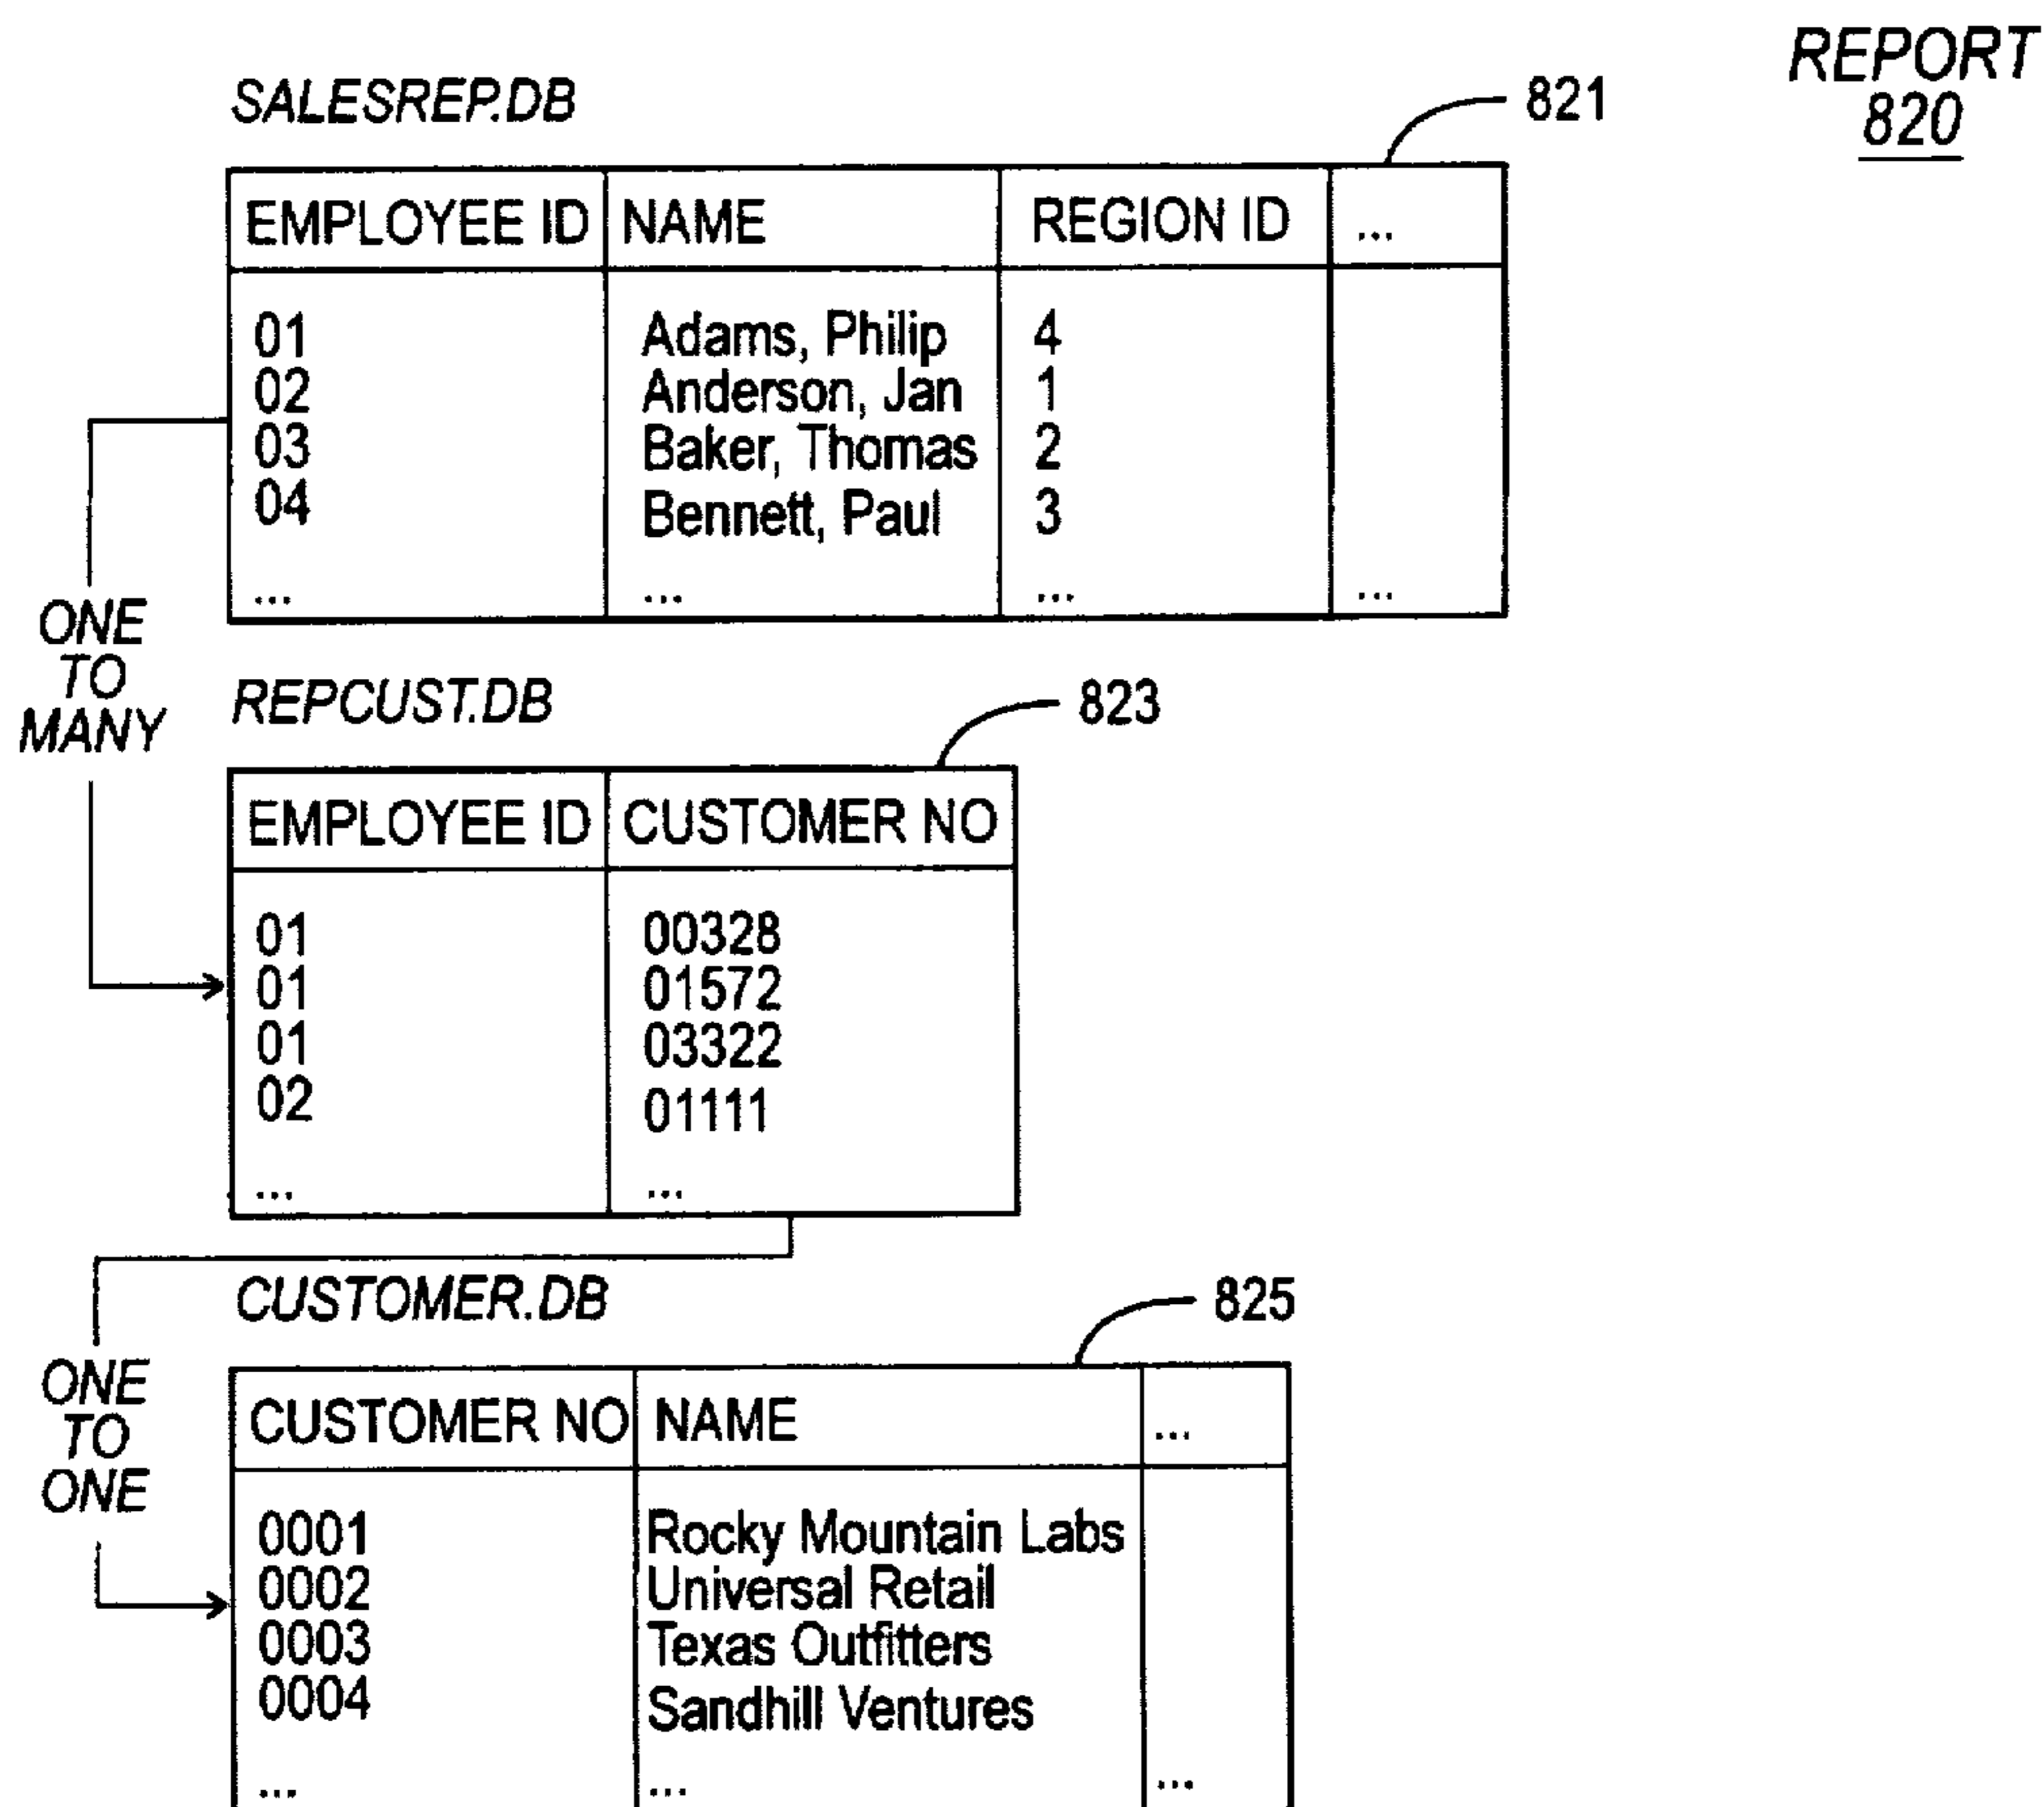 REPORT
820
SALESREP.DB
821
EMPLOYEE ID NAME REGION ID ...
01 Adams, Philip 4
02 Anderson, Jan 1
03 Baker, Thomas 2
04 Bennett, Paul 3
... ... ... ...
ONE
TO
MANY
REPCUST.DB
823
EMPLOYEE ID CUSTOMER NO
01 00328
01 01572
01 03322
02 01111
... ...
CUSTOMER.DB
825
ONE
TO
ONE
CUSTOMER NO NAME ...
0001 Rocky Mountain Labs
0002 Universal Retail
0003 Texas Outfitters
0004 Sandhill Ventures
... ... ...